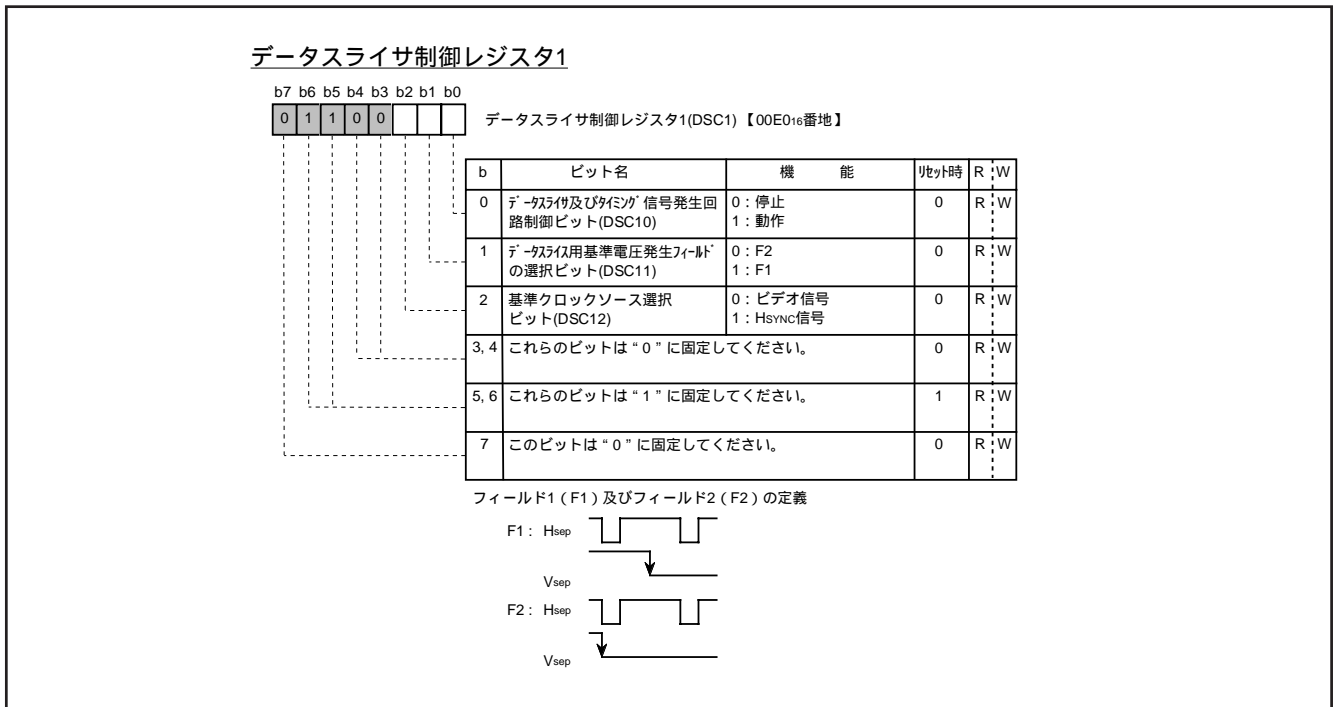 データスライサ制御レジスタ1
b7 b6 b5 b4 b3 b2 b1 b0
0 1 1 0 0
データスライサ制御レジスタ1(DSC1)【00E016番地】
b ビット名 機 能 リセット時 R W
0 データスライサ及びタイミング信号発生回 0：停止 0 R W
路制御ビット(DSC10) 1：動作
1 データスライス用基準電圧発生フィールド 0：F2 0 R W
の選択ビット(DSC11) 1：F1
2 基準クロックソース選択 0：ビデオ信号 0 R W
ビット(DSC12) 1：HSYNC信号
3, 4 これらのビットは“0”に固定してください。 0 R W
5, 6 これらのビットは“1”に固定してください。 1 R W
7 このビットは“0”に固定してください。 0 R W
フィールド1（F1）及びフィールド2（F2）の定義
F1： Hsep
Vsep
F2： Hsep
Vsep